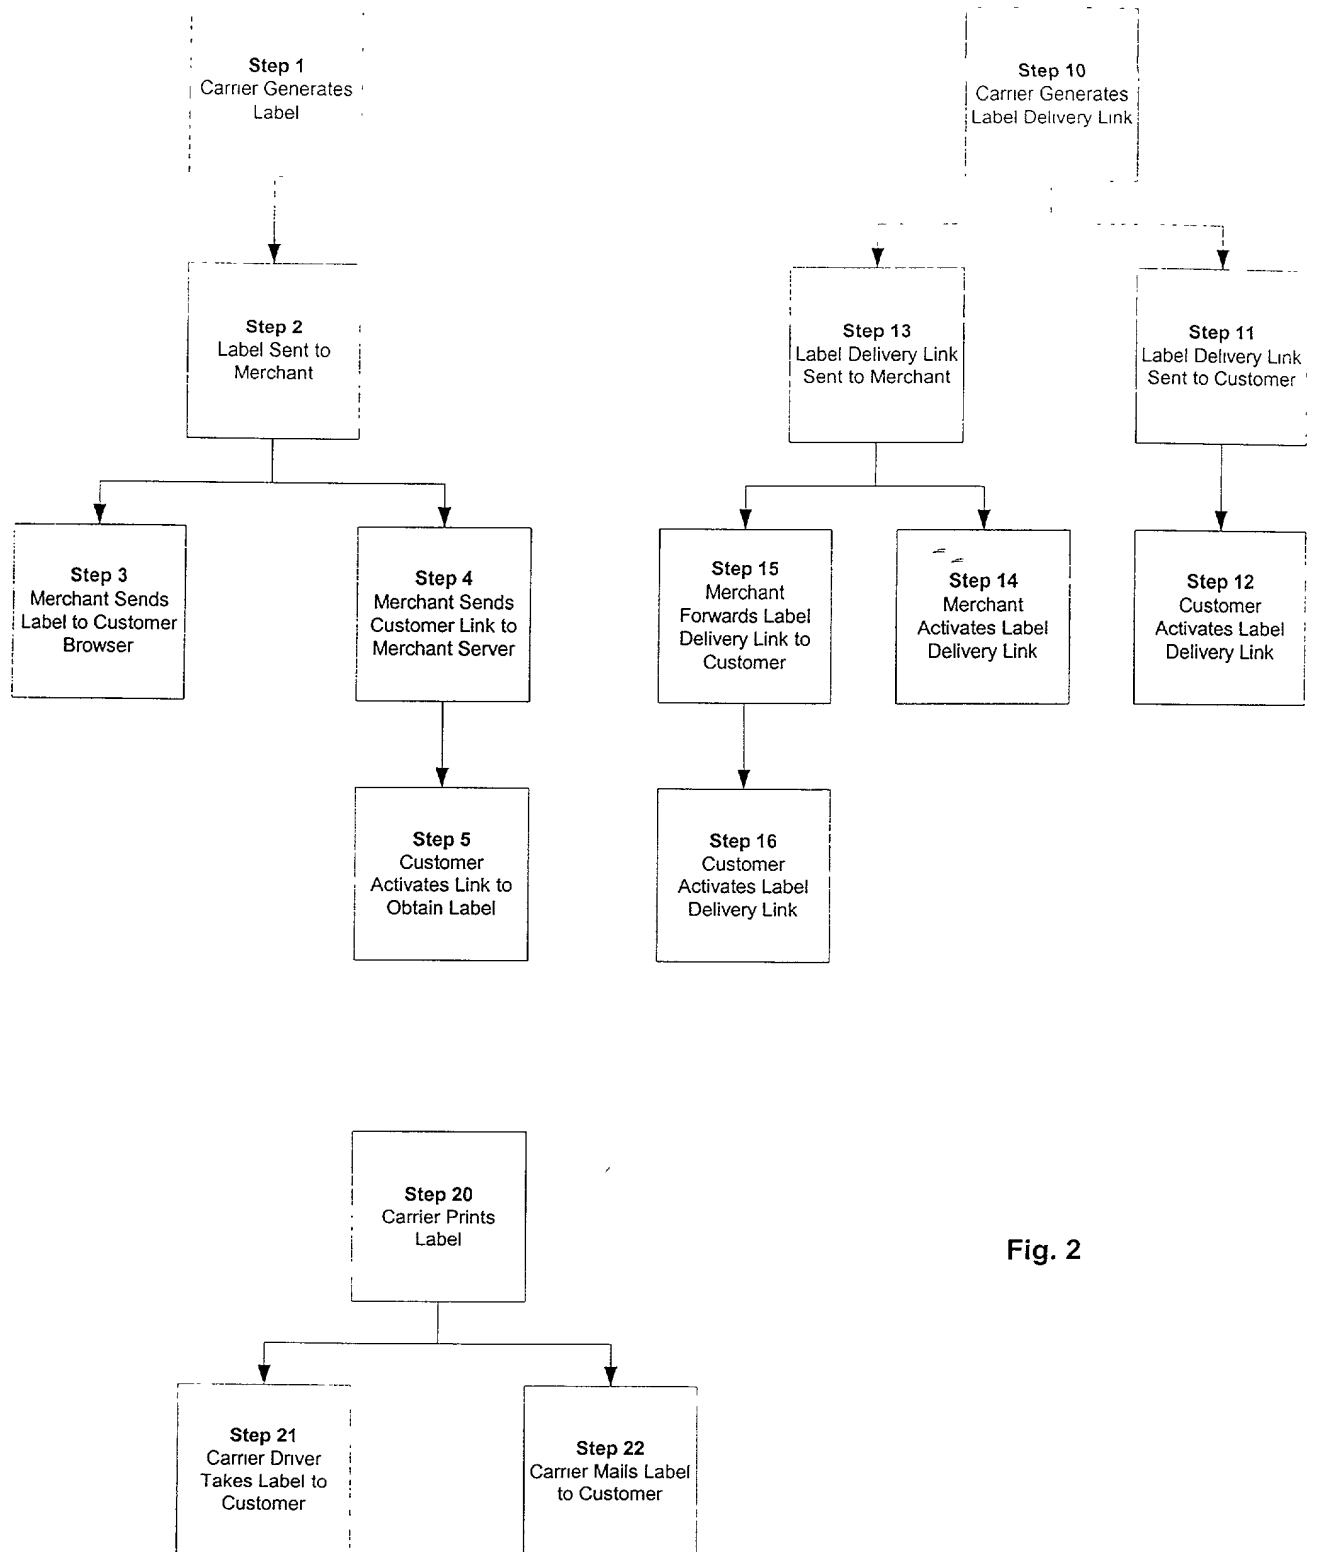 Step 1
Carrier Generates
Label
Step 10
Carrier Generates
Label Delivery Link
Step 2
Label Sent to
Merchant
Step 13
Label Delivery Link
Sent to Merchant
Step 11
Label Delivery Link
Sent to Customer
Step 3
Merchant Sends
Label to Customer
Browser
Step 4
Merchant Sends
Customer Link to
Merchant Server
Step 15
Merchant
Forwards Label
Delivery Link to
Customer
Step 14
Merchant
Activates Label
Delivery Link
Step 12
Customer
Activates Label
Delivery Link
Step 5
Customer
Activates Link to
Obtain Label
Step 16
Customer
Activates Label
Delivery Link
Step 20
Carrier Prints
Label
Fig. 2
Step 21
Carrier Driver
Takes Label to
Customer
Step 22
Carrier Mails Label
to Customer